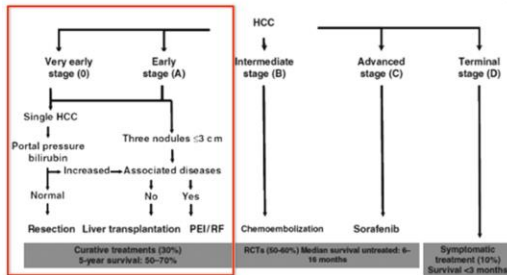 HCC
Very early
stage (0)
Early
stage (A)
Intermediate
stage (B)
Advanced
stage (C)
Terminal
stage (D)
Single HCC
Three nodules ≤3 cm
Portal pressure
bilirubin
Increased
Associated diseases
Normal
No
Yes
Resection
Liver transplantation
PEI/RF
Chemoembolization
Sorafenib
Curative treatments (30%)
5-year survival: 50–70%
RCTs (50-60%) Median survival untreated: 6–
16 months
Symptomatic
treatment (10%)
Survival <3 months